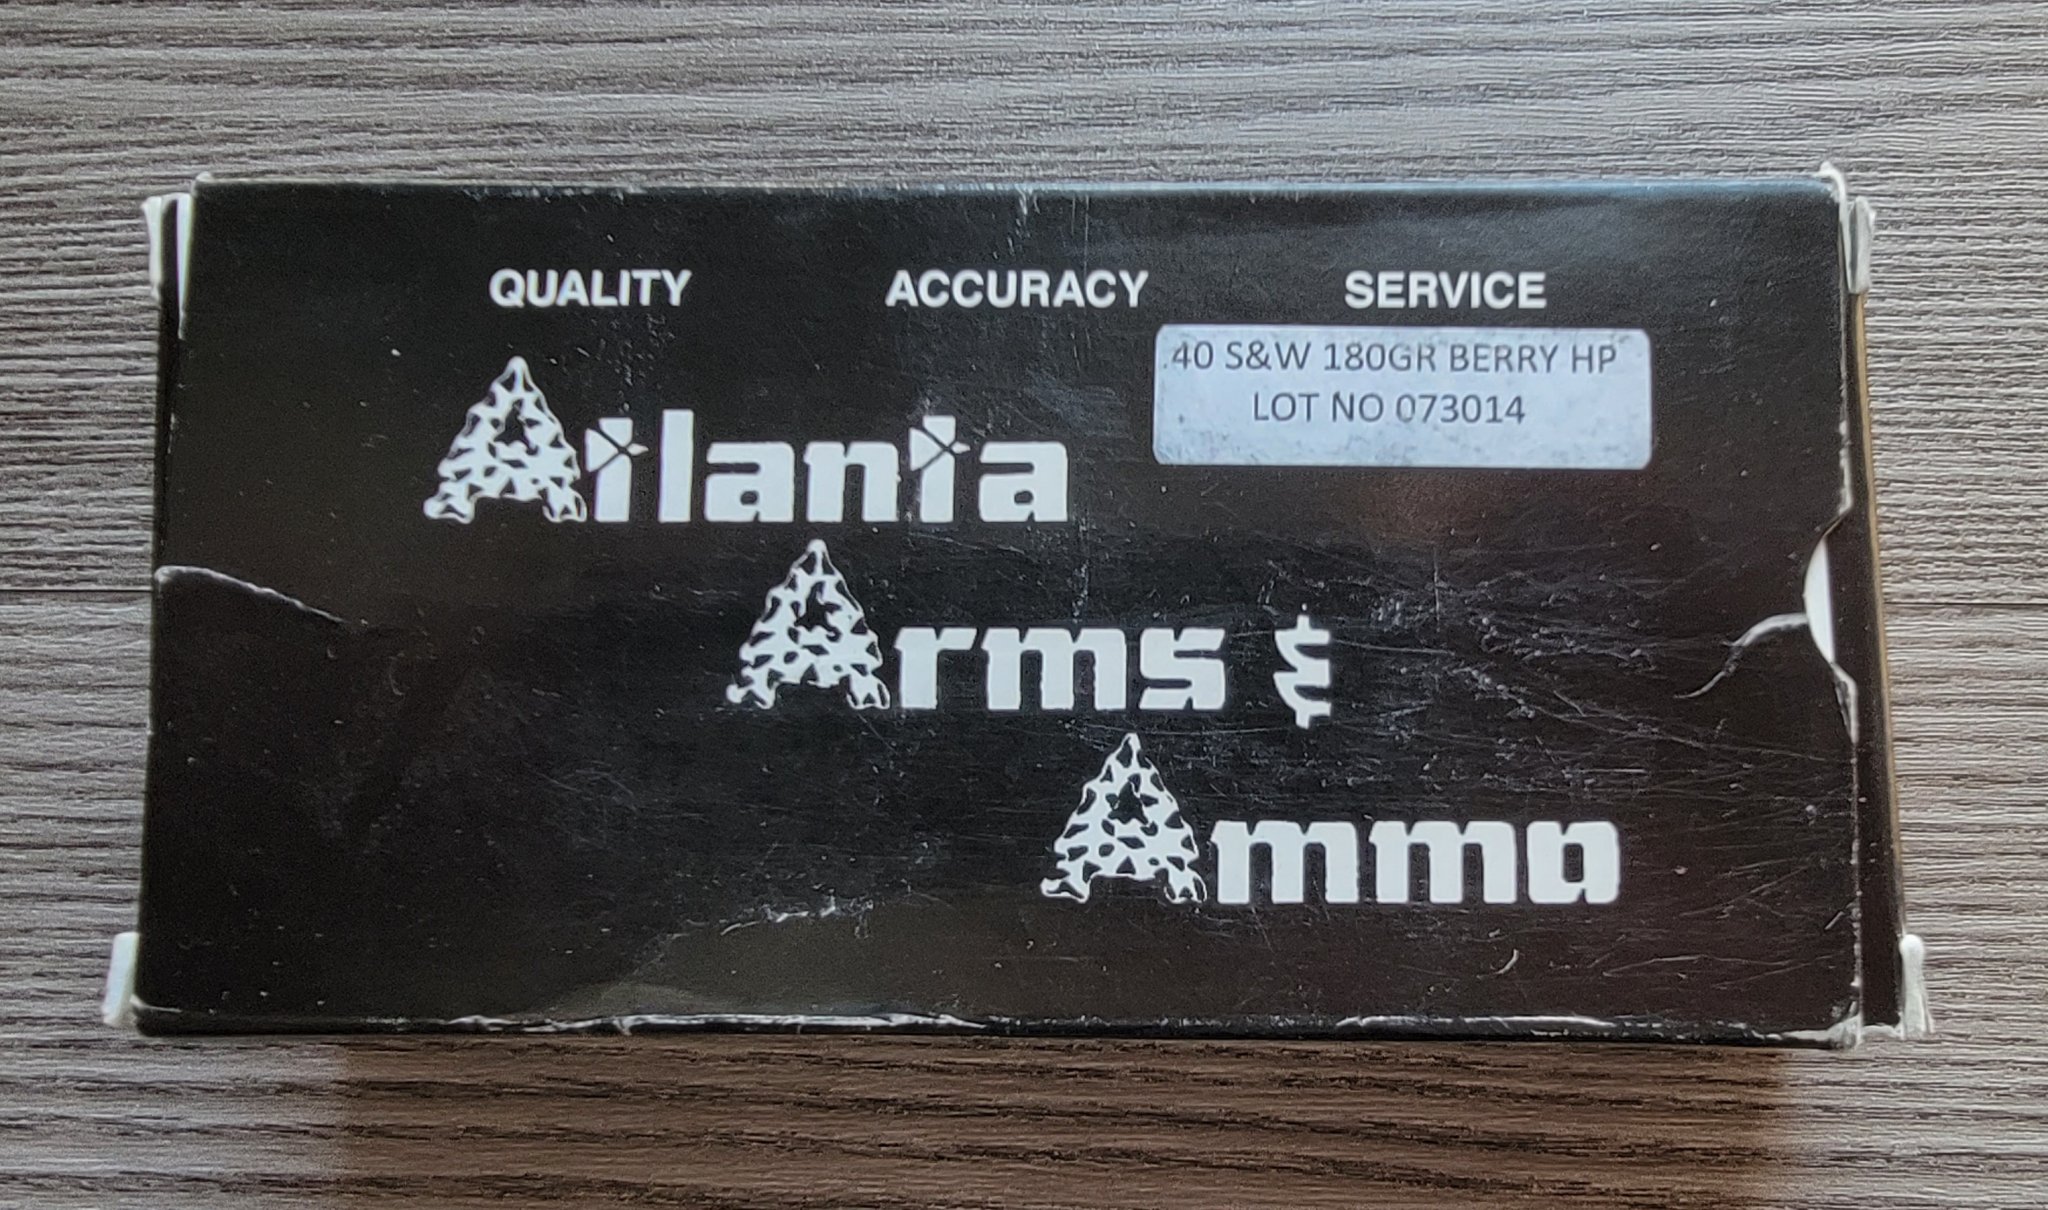 QUALITY ACCURACY SERVICE
.40 S&W 180GR BERRY HP
LOT NO 073014
Atlanta
Arms &
Ammo